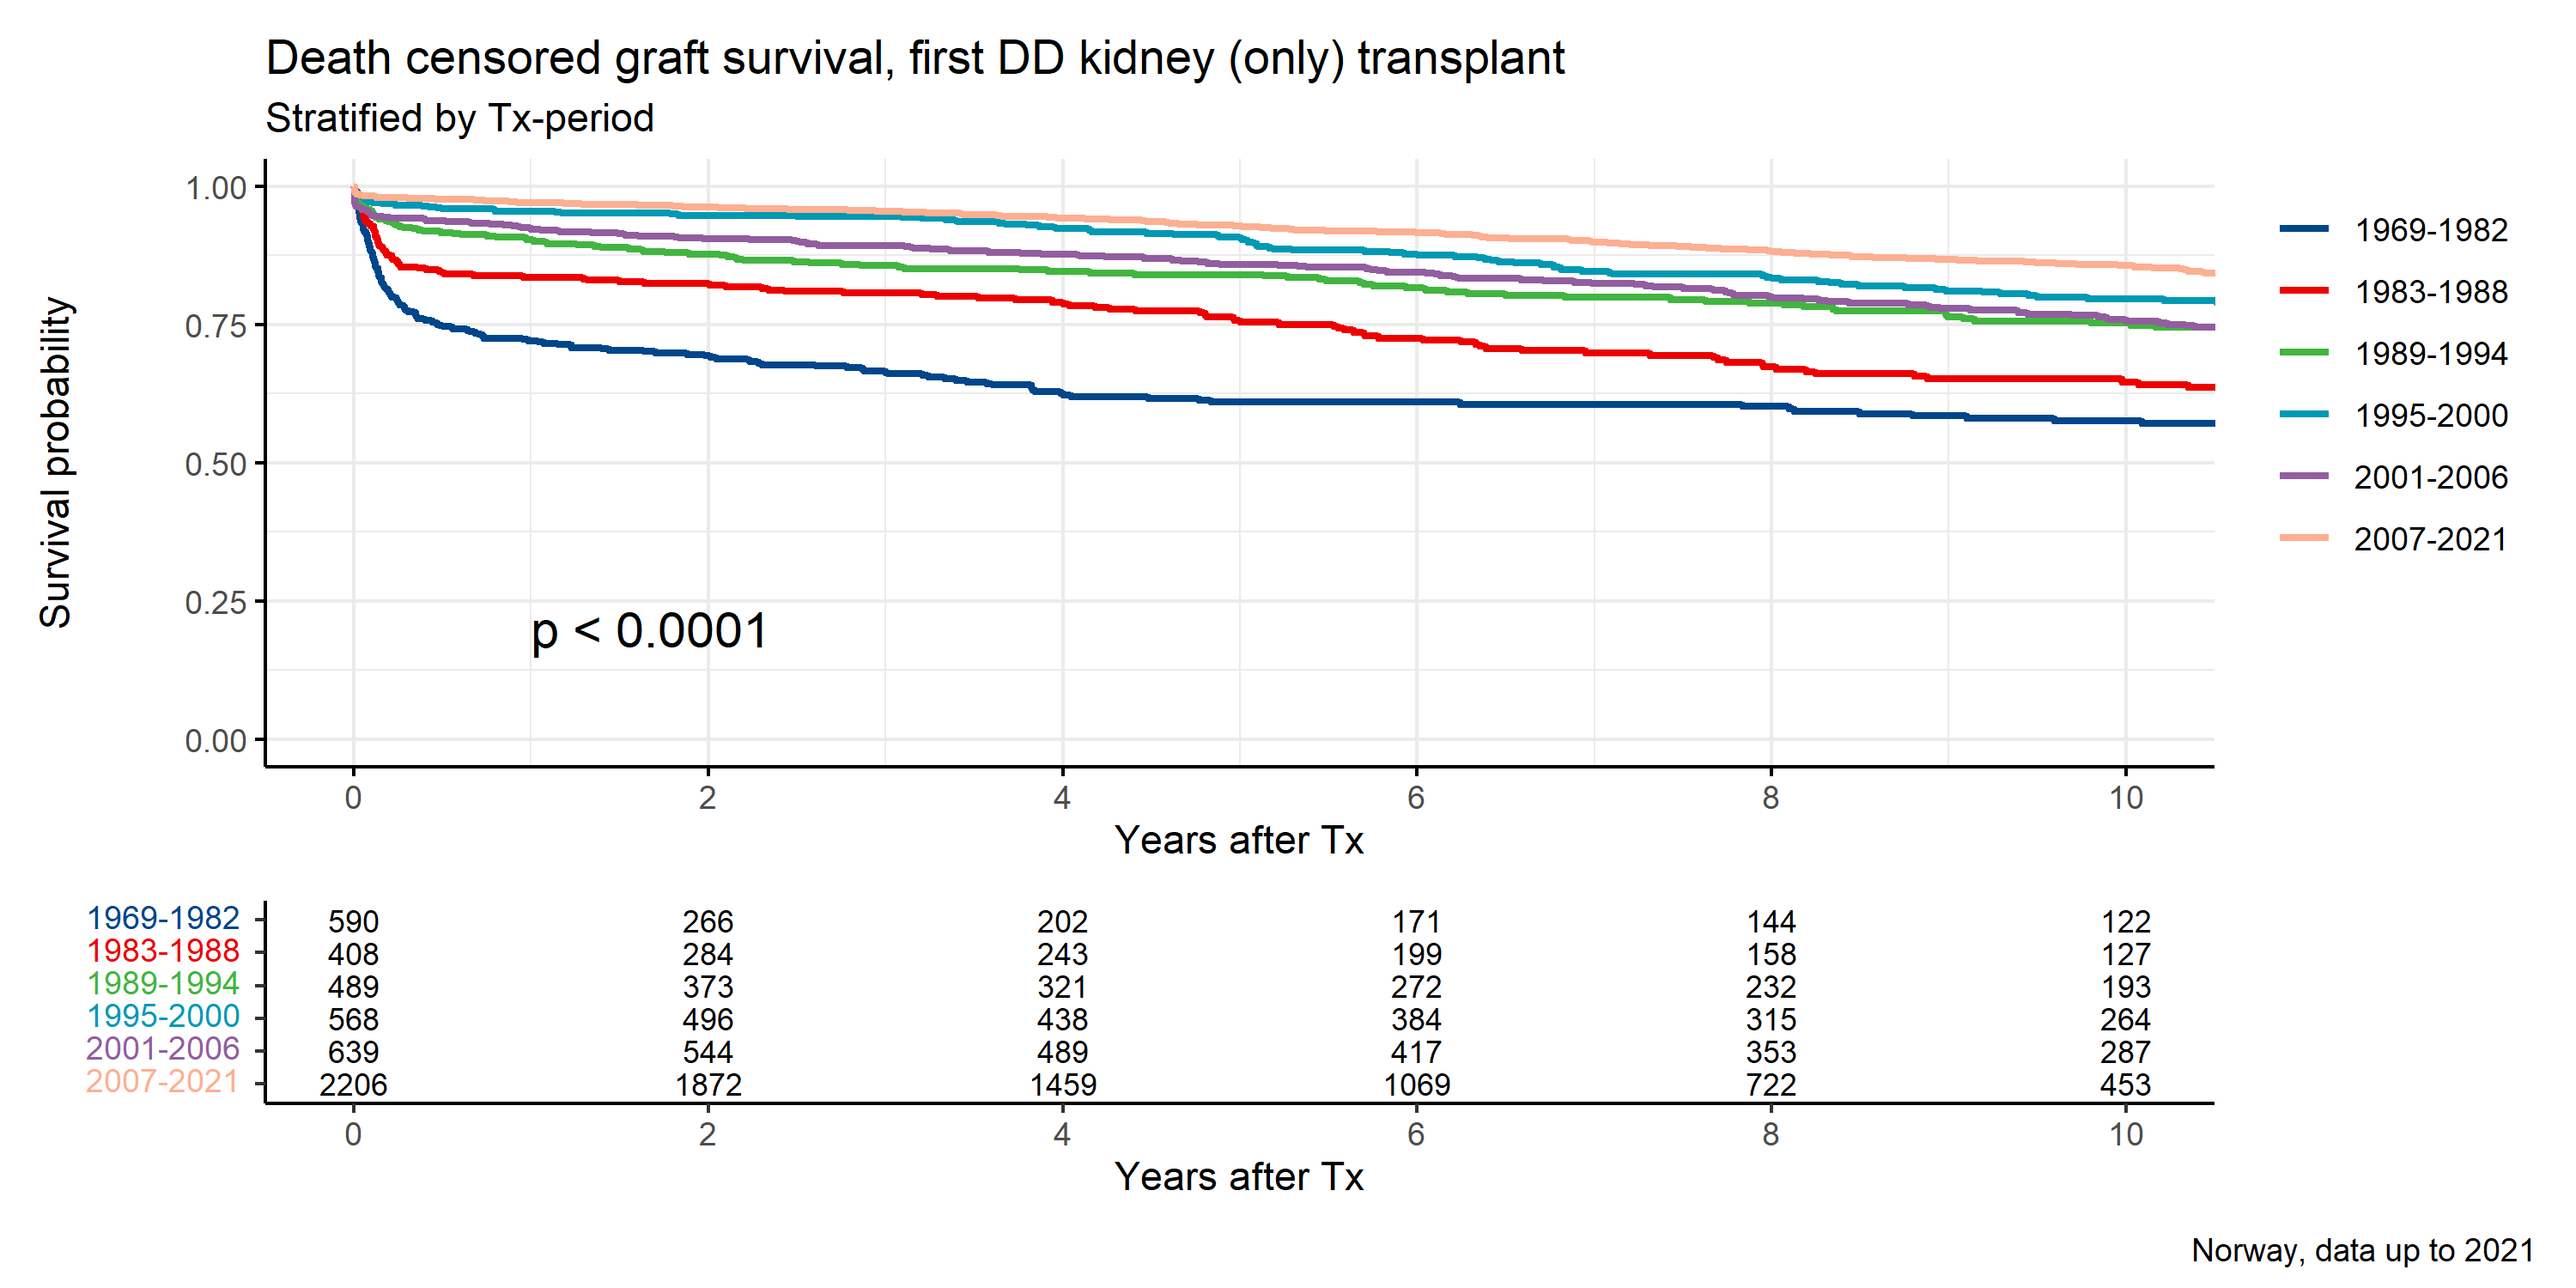 Death censored graft survival, first DD kidney (only) transplant
Stratified by Tx-period
Survival probability
1.00
0.75
0.50
0.25
0.00
p < 0.0001
0 2 4 6 8 10
Years after Tx
1969-1982
1983-1988
1989-1994
1995-2000
2001-2006
2007-2021
1969-1982 590 266 202 171 144 122
1983-1988 408 284 243 199 158 127
1989-1994 489 373 321 272 232 193
1995-2000 568 496 438 384 315 264
2001-2006 639 544 489 417 353 287
2007-2021 2206 1872 1459 1069 722 453
0 2 4 6 8 10
Years after Tx
Norway, data up to 2021